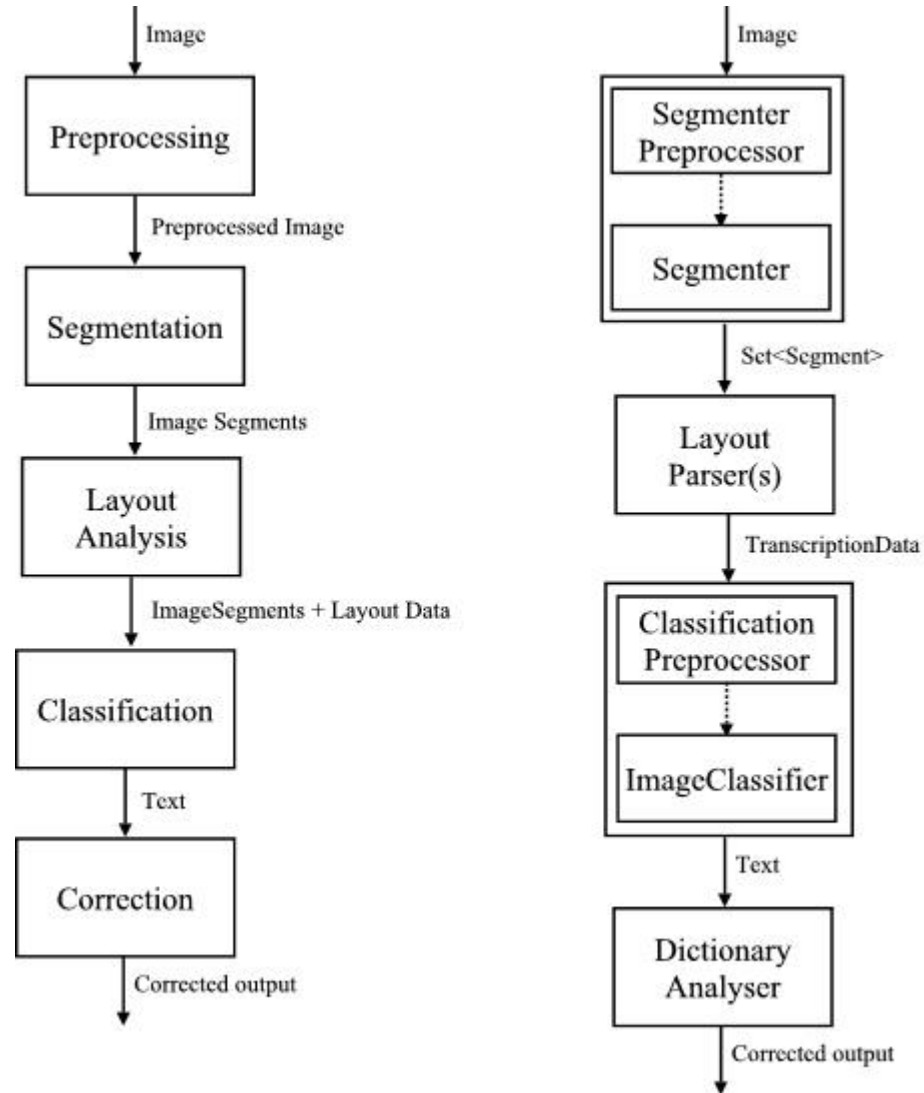 Image
Preprocessing
Preprocessed Image
Segmentation
Image Segments
Layout
Analysis
ImageSegments + Layout Data
Classification
Text
Correction
Corrected output
Image
Segmenter
Preprocessor
Segmenter
Set<Segment>
Layout
Parser(s)
TranscriptionData
Classification
Preprocessor
ImageClassifier
Text
Dictionary
Analyser
Corrected output